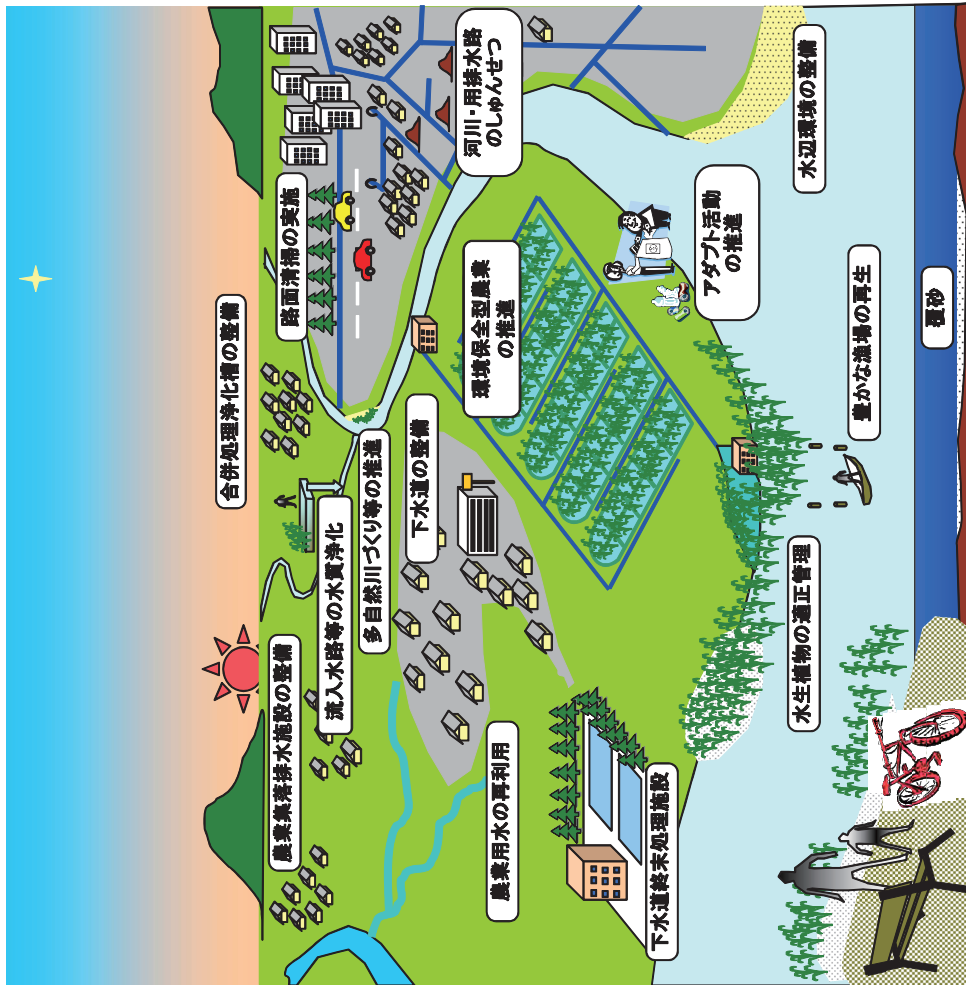 合併処理浄化槽の整備
農業集落排水施設の整備
路面清掃の実施
流入水路等の水質浄化
多自然川づくり等の推進
下水道の整備
農業用水の再利用
環境保全型農業
の推進
河川・用排水路
のしゅんせつ
下水道終末処理施設
アダプト活動
の推進
水生植物の適正管理
水辺環境の整備
豊かな漁場の再生
覆砂